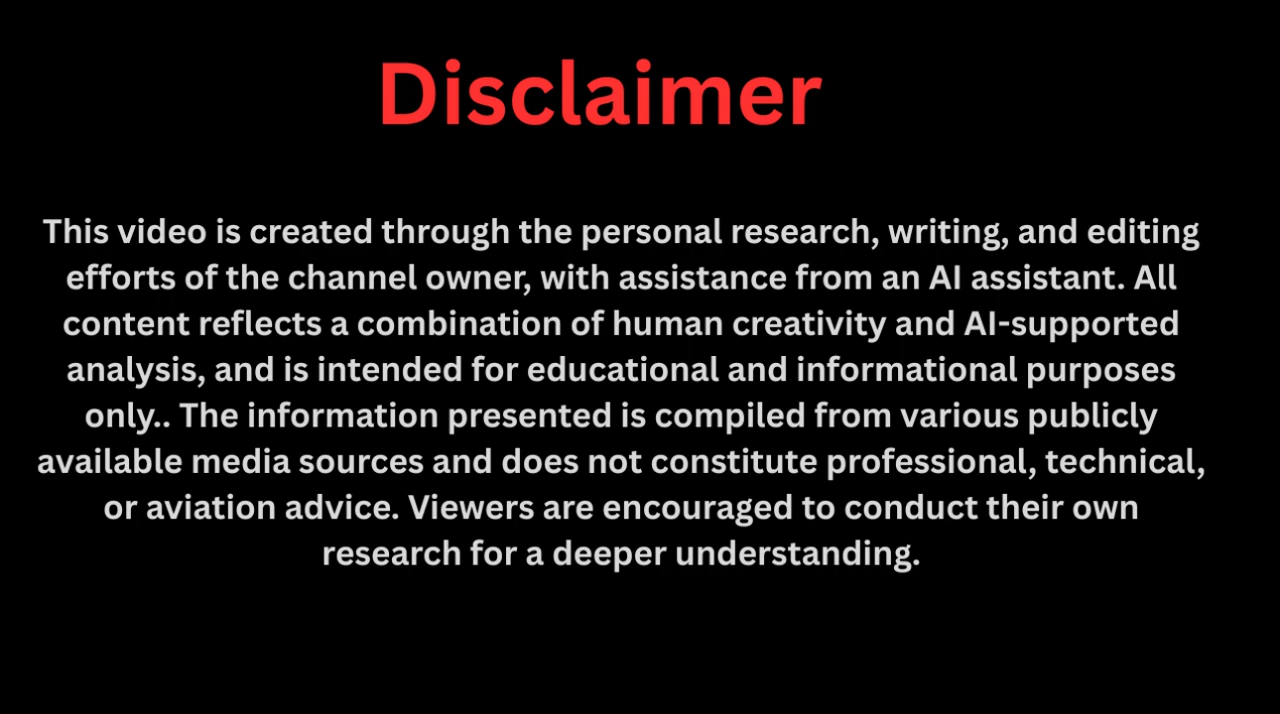 Disclaimer
This video is created through the personal research, writing, and editing
efforts of the channel owner, with assistance from an AI assistant. All
content reflects a combination of human creativity and AI-supported
analysis, and is intended for educational and informational purposes
only.. The information presented is compiled from various publicly
available media sources and does not constitute professional, technical,
or aviation advice. Viewers are encouraged to conduct their own
research for a deeper understanding.